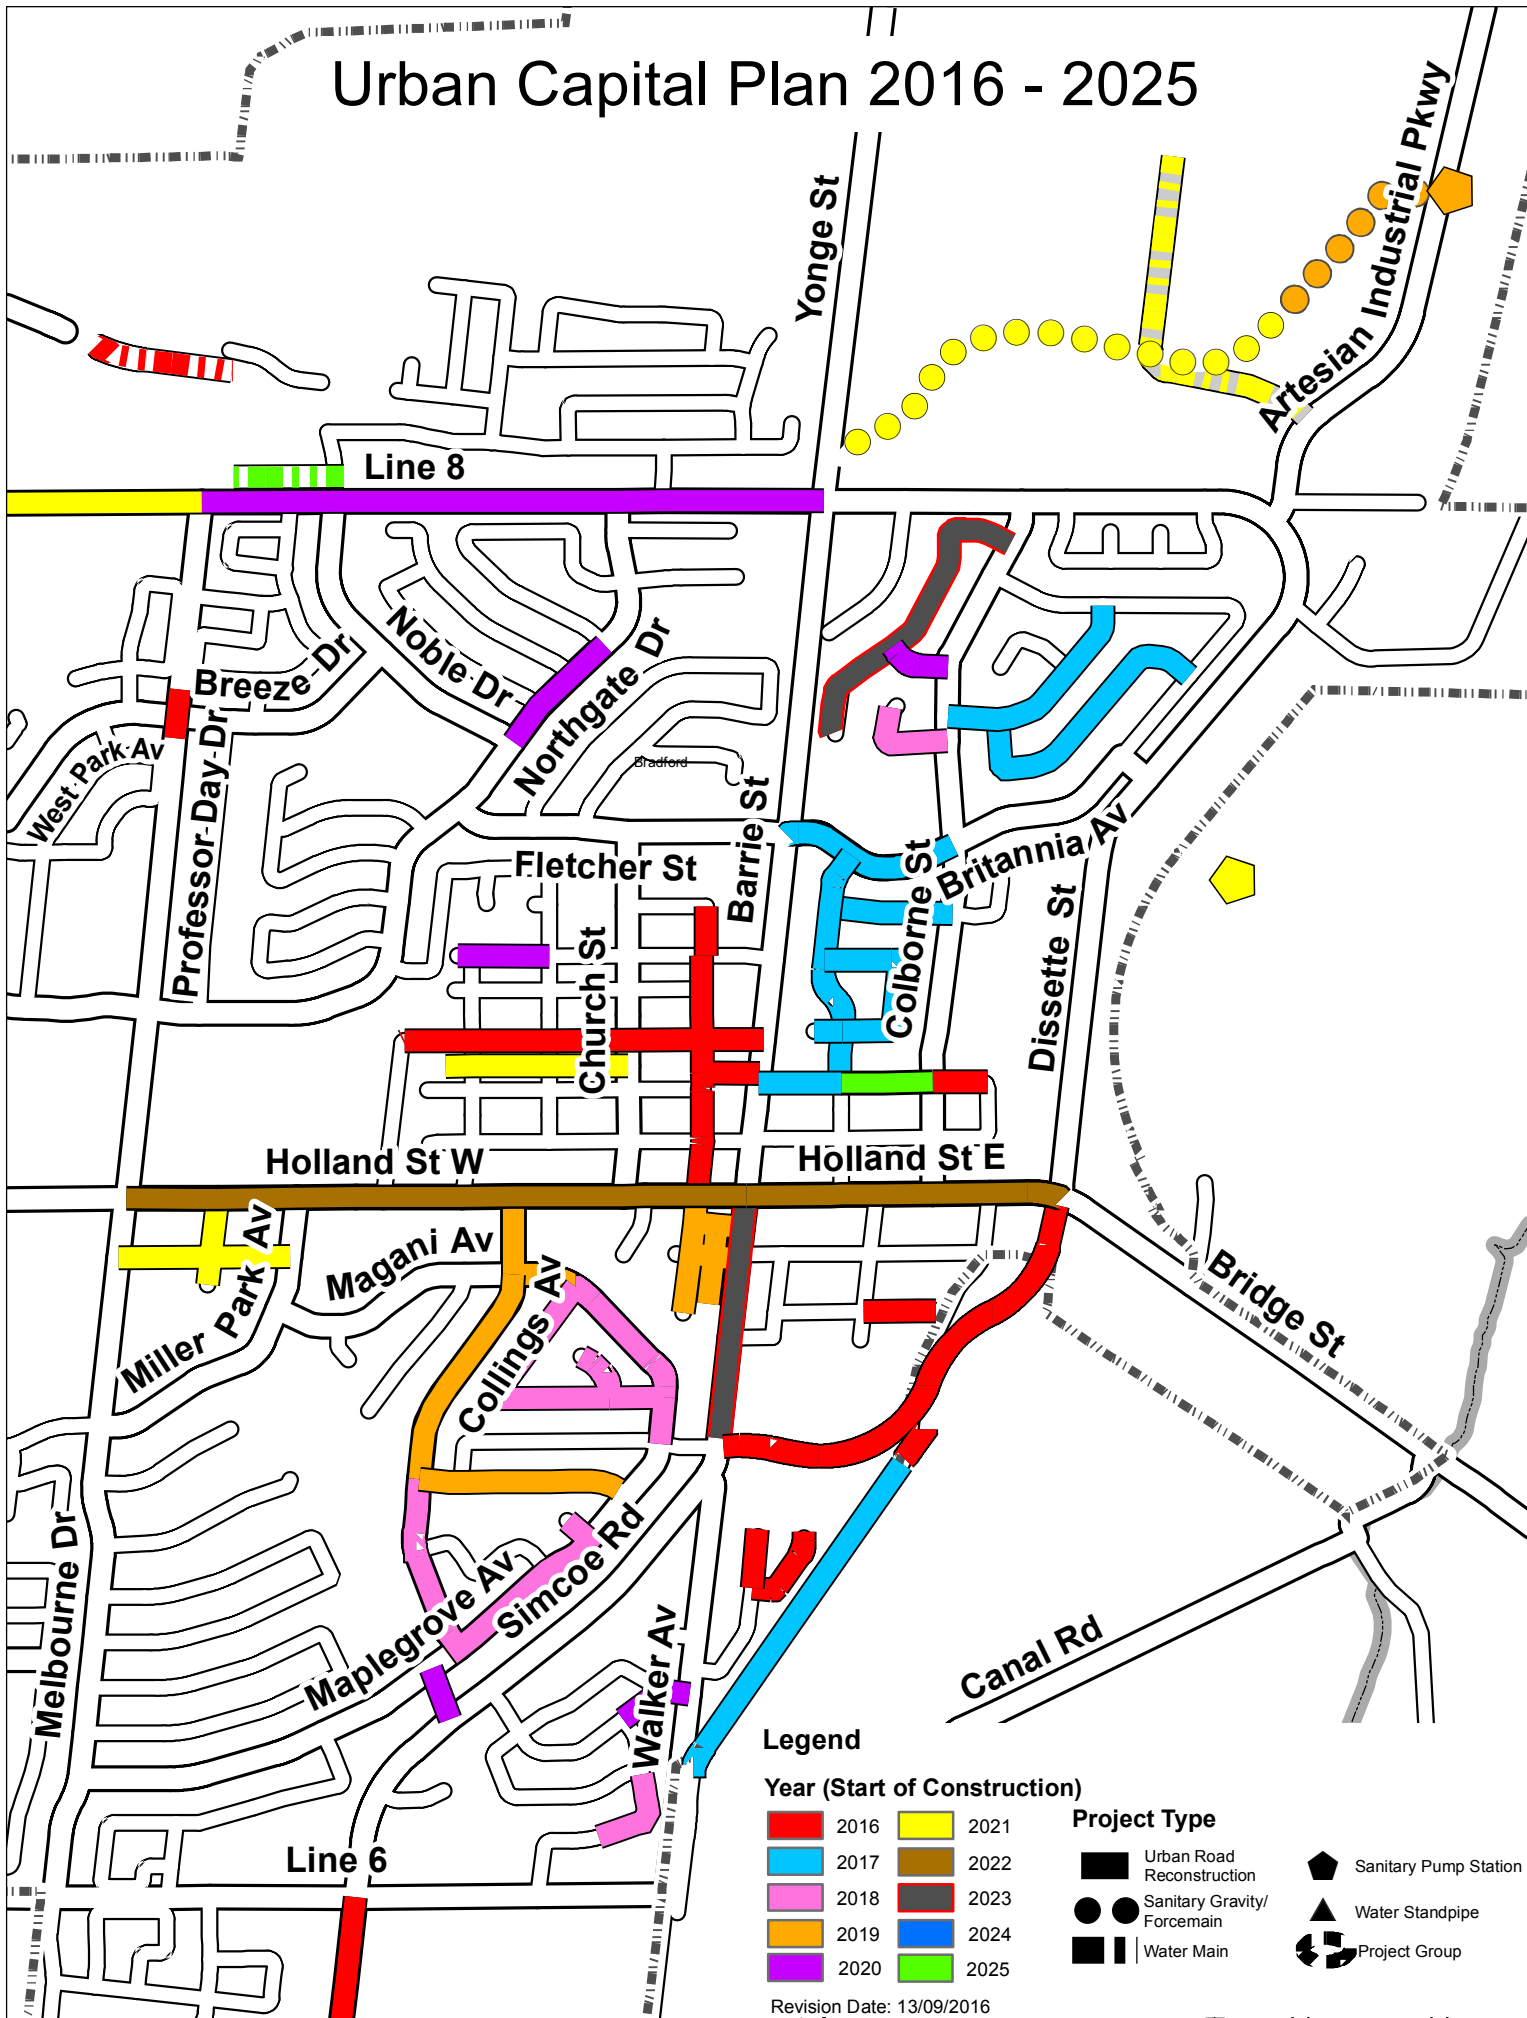 Urban Capital Plan 2016 - 2025
Yonge St
Artesian Industrial Pkwy
Line 8
Noble Dr
Breeze Dr
Northgate Dr
West Park Av
Professor Day Dr
Bradford
Barrie St
Fletcher St
Britannia Av
Colborne St
Church St
Dissette St
Holland St W
Holland St E
Magani Av
Miller Park Av
Collings Av
Bridge St
Melbourne Dr
Maplegrove Av
Simcoe Rd
Walker Av
Canal Rd
Line 6
Legend
Year (Start of Construction)
2016
2017
2018
2019
2020
2021
2022
2023
2024
2025
Project Type
Urban Road
Reconstruction
Sanitary Gravity/
Forcemain
Water Main
Sanitary Pump Station
Water Standpipe
Project Group
Revision Date: 13/09/2016